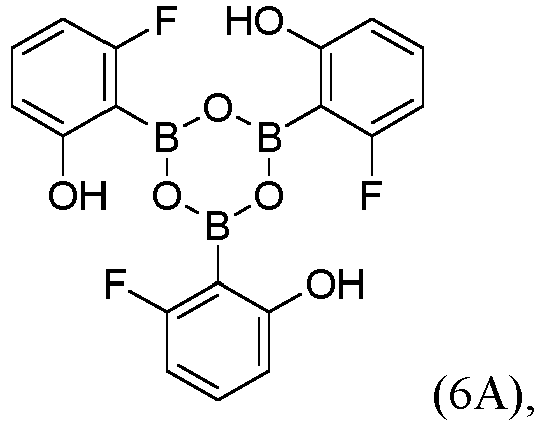 F HO
B O B
OH O O F
B
F OH
(6A),